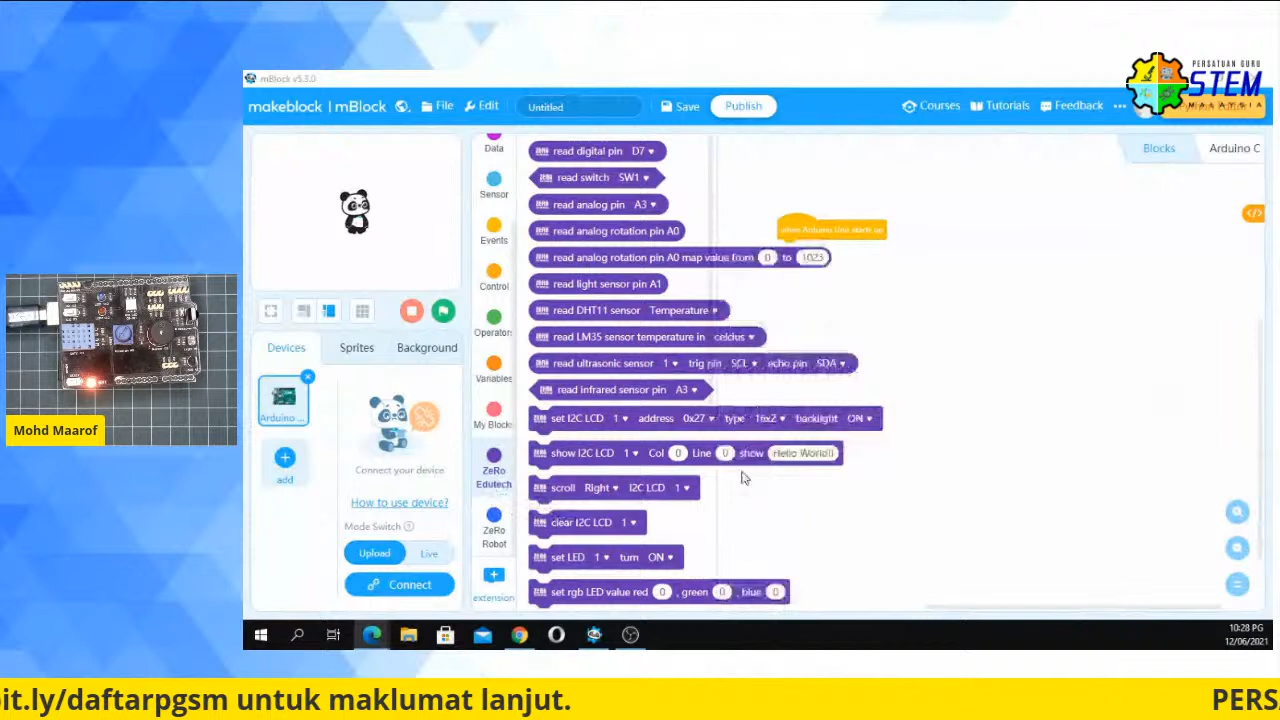 PERSATUAN GURU
STEM
MALAYSIA
mBlock v5.3.0
makeblock | mBlock
File
Edit
Untitled
Save
Publish
Courses
Tutorials
Feedback
Data
Sensor
Events
Control
Operators
Variables
My Blocks
ZeRo Edutech
ZeRo Robot
extension
read digital pin D7
read switch SW1
read analog pin A3
read analog rotation pin A0
read analog rotation pin A0 map value from 0 to 1023
read light sensor pin A1
read DHT11 sensor Temperature
read LM35 sensor temperature in celcius
read ultrasonic sensor 1 trig pin SCL echo pin SDA
read infrared sensor pin A3
set I2C LCD 1 address 0x27 type 16x2 backlight ON
show I2C LCD 1 Col 0 Line 0 show Hello World!!
scroll Right I2C LCD 1
clear I2C LCD 1
set LED 1 turn ON
set rgb LED value red 0 , green 0 , blue 0
when Arduino Uno starts up
Blocks
Arduino C
Devices
Sprites
Background
Arduino ...
add
Connect your device
How to use device?
Mode Switch
Upload
Live
Connect
Mohd Maarof
10:28 PG
12/06/2021
bit.ly/daftarpgsm untuk maklumat lanjut.
PERS